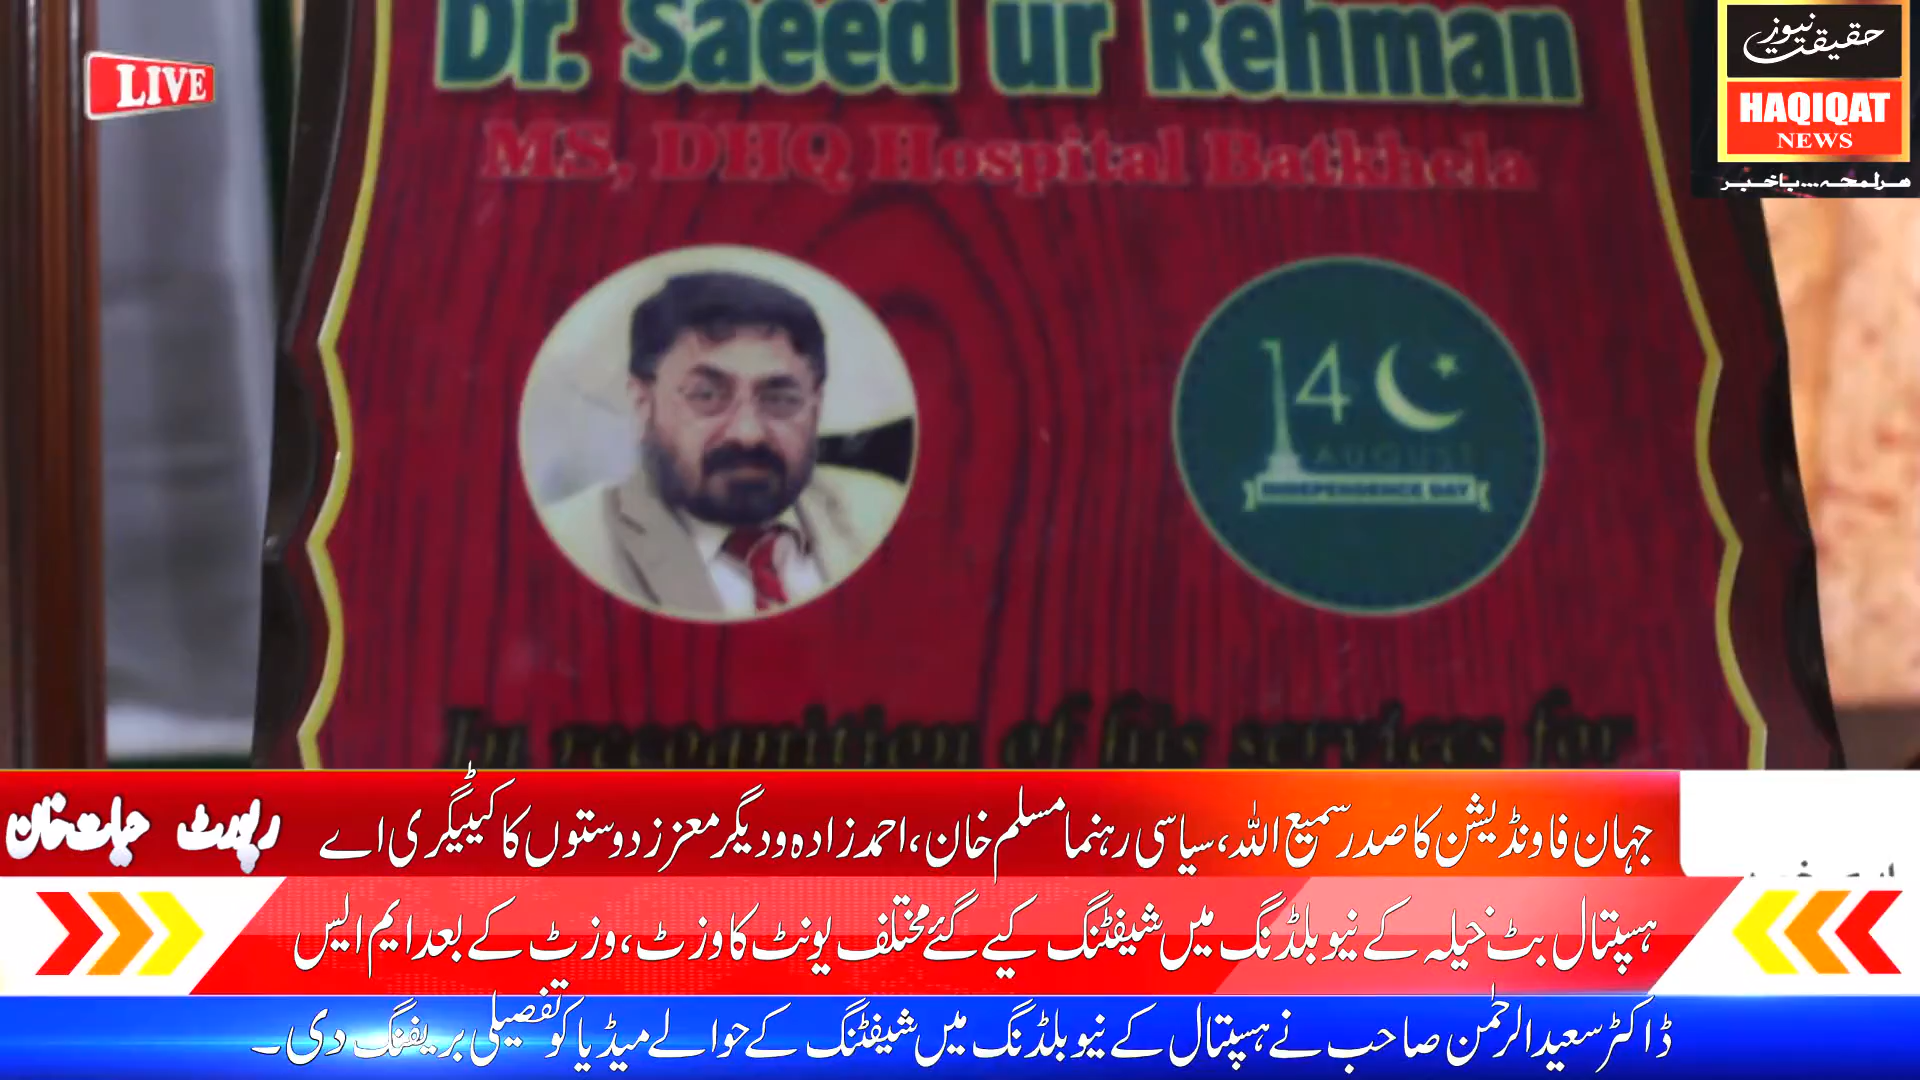 LIVE
حقیقت نیوز
HAQIQAT
NEWS
ہرلمحہ...باخبر
Dr. Saeed ur Rehman
MS, DHQ Hospital Batkhela
14
AUGUST
INDEPENDENCE DAY
In recognition of his services for
جہان فاونڈیشن کا صدر سمیع اللہ، سیاسی رہنما مسلم خان، احمد زادہ و دیگر معزز دوستوں کا کیٹیگری اے
رپورٹ حیات خان
ہسپتال بٹ خیلہ کے نیو بلڈنگ میں شیفٹنگ کیے گئے مختلف یونٹ کا وزٹ، وزٹ کے بعد ایم ایس
ڈاکٹر سعید الرحمٰن صاحب نے ہسپتال کے نیو بلڈنگ میں شیفٹنگ کے حوالے میڈیا کو تفصیلی بریفنگ دی۔